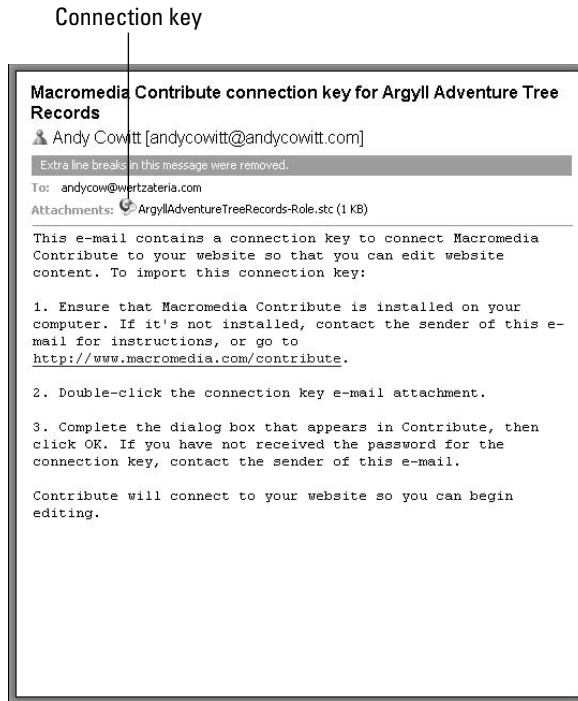 Connection key
Macromedia Contribute connection key for Argyll Adventure Tree
Records
Andy Cowitt [andycowitt@andycowitt.com]
Extra line breaks in this message were removed.
To: andycow@wertzateria.com
Attachments: ArgyllAdventureTreeRecords-Role.stc (1 KB)
This e-mail contains a connection key to connect Macromedia
Contribute to your website so that you can edit website
content. To import this connection key:
1. Ensure that Macromedia Contribute is installed on your
computer. If it's not installed, contact the sender of this e-
mail for instructions, or go to
http://www.macromedia.com/contribute.
2. Double-click the connection key e-mail attachment.
3. Complete the dialog box that appears in Contribute, then
click OK. If you have not received the password for the
connection key, contact the sender of this e-mail.
Contribute will connect to your website so you can begin
editing.